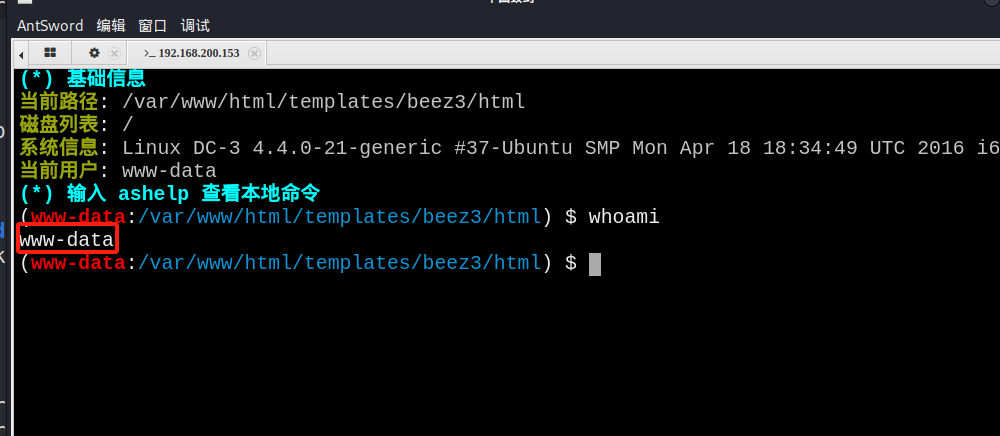 AntSword 编辑 窗口 调试
192.168.200.153
(*) 基础信息
当前路径: /var/www/html/templates/beez3/html
磁盘列表: /
系统信息: Linux DC-3 4.4.0-21-generic #37-Ubuntu SMP Mon Apr 18 18:34:49 UTC 2016 i6
当前用户: www-data
(*) 输入 ashelp 查看本地命令
(www-data:/var/www/html/templates/beez3/html) $ whoami
www-data
(www-data:/var/www/html/templates/beez3/html) $